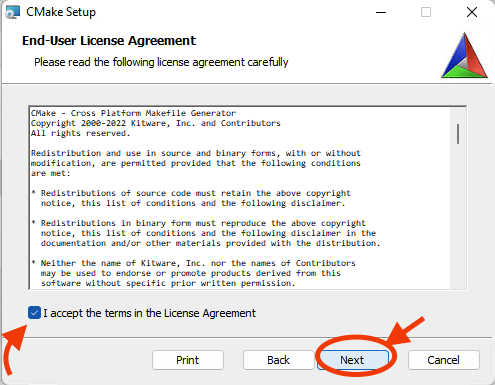 CMake Setup
End-User License Agreement
Please read the following license agreement carefully
CMake - Cross Platform Makefile Generator
Copyright 2000-2022 Kitware, Inc. and Contributors
All rights reserved.
Redistribution and use in source and binary forms, with or without
modification, are permitted provided that the following conditions
are met:
* Redistributions of source code must retain the above copyright
notice, this list of conditions and the following disclaimer.
* Redistributions in binary form must reproduce the above copyright
notice, this list of conditions and the following disclaimer in the
documentation and/or other materials provided with the distribution.
* Neither the name of Kitware, Inc. nor the names of Contributors
may be used to endorse or promote products derived from this
software without specific prior written permission.
I accept the terms in the License Agreement
Print Back Next Cancel